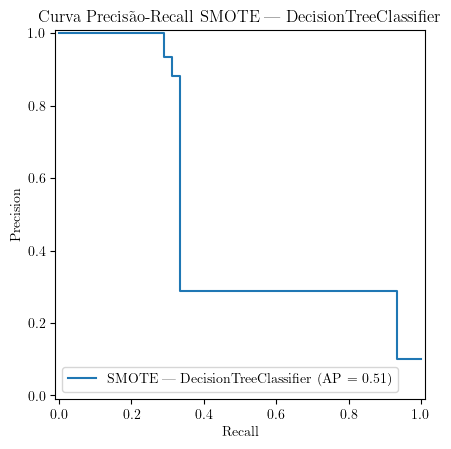 Curva Precisão-Recall SMOTE — DecisionTreeClassifier
1.0
0.8
0.6
0.4
0.2
0.0
Precision
SMOTE — DecisionTreeClassifier (AP = 0.51)
0.0 0.2 0.4 0.6 0.8 1.0
Recall